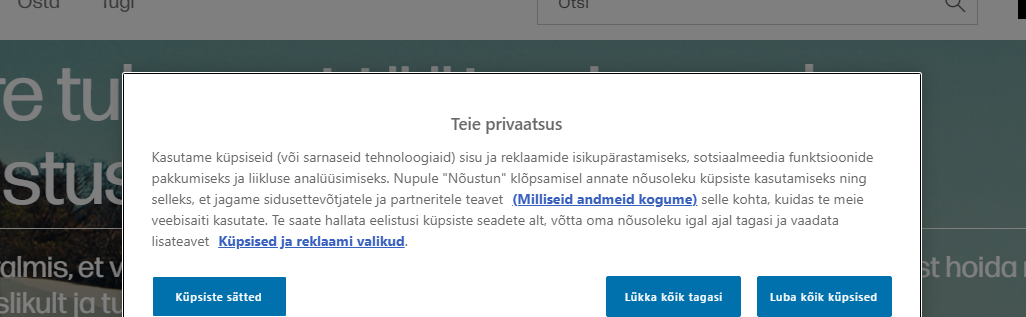 Osta Tugi Otsi
re tu
stus
Teie privaatsus
Kasutame küpsiseid (või sarnaseid tehnoloogiaid) sisu ja reklaamide isikupärastamiseks, sotsiaalmeedia funktsioonide
pakkumiseks ja liikluse analüüsimiseks. Nupule "Nõustun" klõpsamisel annate nõusoleku küpsiste kasutamiseks ning
selleks, et jagame sidusettevõtjatele ja partneritele teavet (Milliseid andmeid kogume) selle kohta, kuidas te meie
veebisaiti kasutate. Te saate hallata eelistusi küpsiste seadete alt, võtta oma nõusoleku igal ajal tagasi ja vaadata
lisateavet Küpsised ja reklaami valikud.
almis, et v st hoida
slikult ja tu
Küpsiste sätted Lükka kõik tagasi Luba kõik küpsised